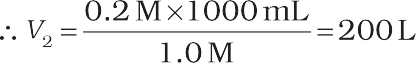 ∴ V₂ = (0.2 M × 1000 mL) / 1.0 M = 200 L